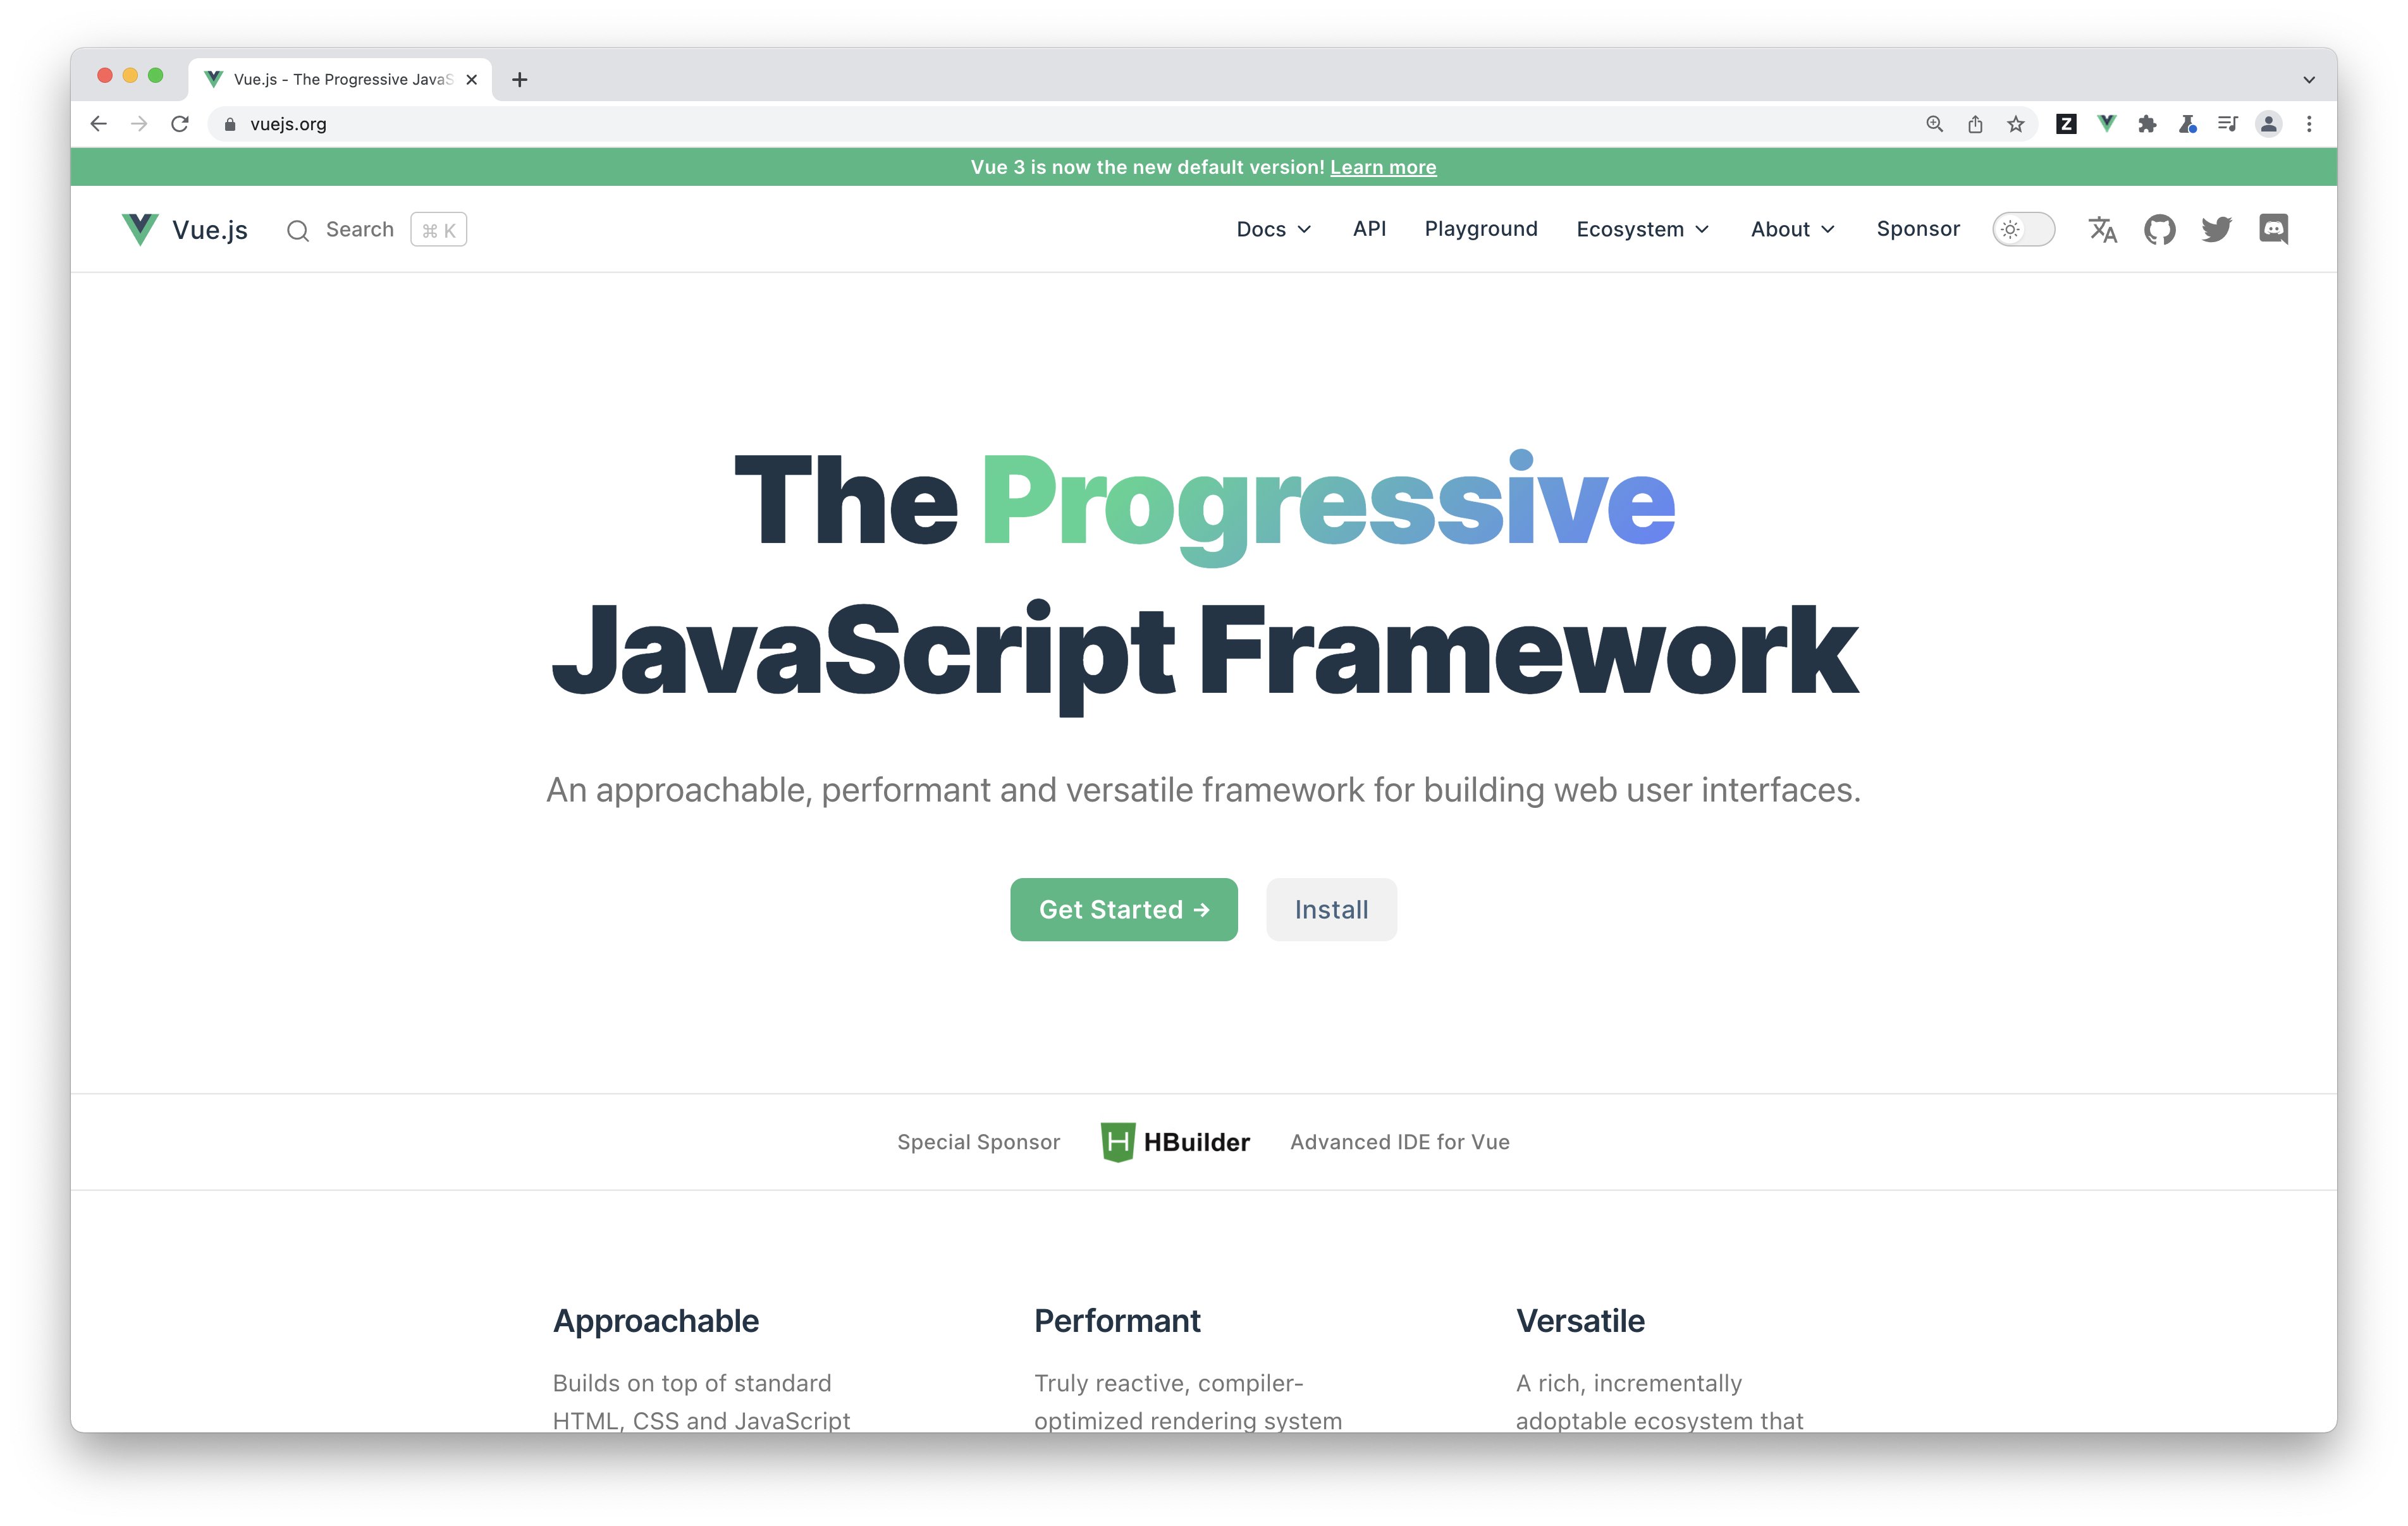 Vue.js - The Progressive JavaS
vuejs.org
Z
Vue 3 is now the new default version! Learn more
Vue.js Search ⌘ K Docs API Playground Ecosystem About Sponsor
The Progressive
JavaScript Framework
An approachable, performant and versatile framework for building web user interfaces.
Get Started → Install
Special Sponsor H HBuilder Advanced IDE for Vue
Approachable
Builds on top of standard
HTML, CSS and JavaScript
Performant
Truly reactive, compiler-
optimized rendering system
Versatile
A rich, incrementally
adoptable ecosystem that